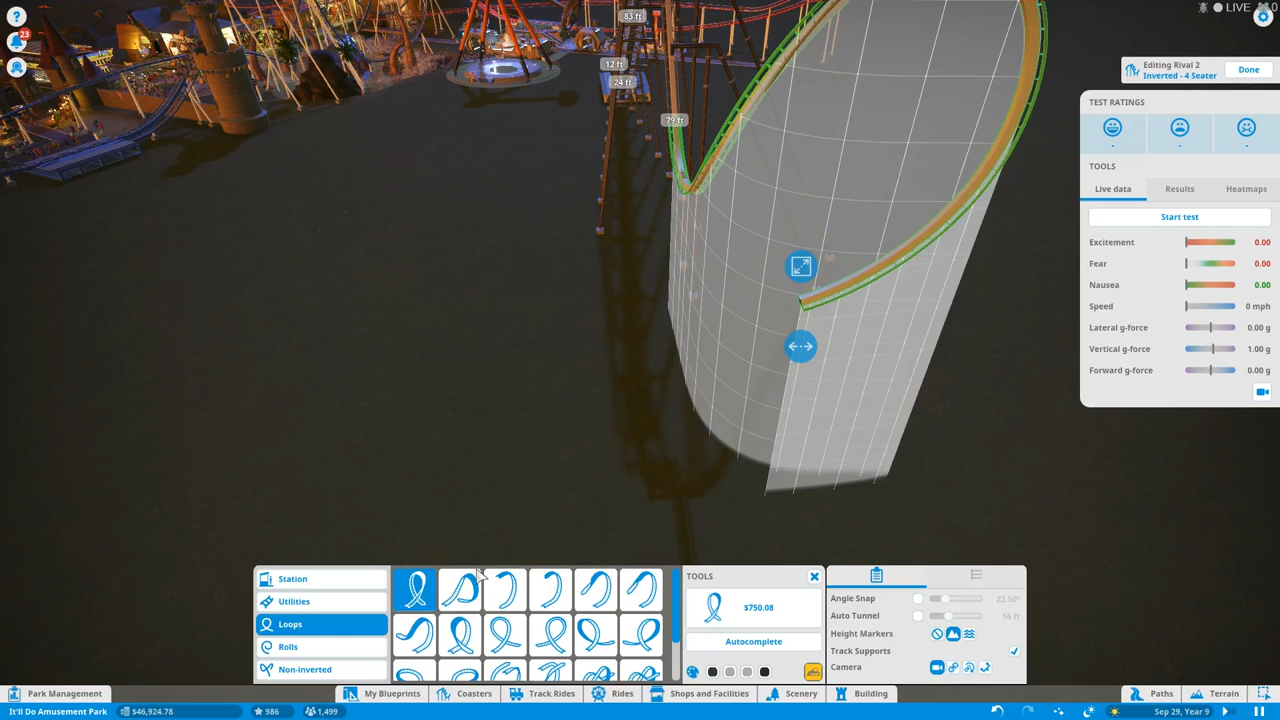 83 ft
LIVE
0
23
12 ft
24 ft
79 ft
Editing Rival 2
Inverted - 4 Seater
Done
TEST RATINGS
- - -
TOOLS
Live data Results Heatmaps
Start test
Excitement 0.00
Fear 0.00
Nausea 0.00
Speed 0 mph
Lateral g-force 0.00 g
Vertical g-force 1.00 g
Forward g-force 0.00 g
Station
Utilities
Loops
Rolls
Non-inverted
TOOLS
$750.08
Autocomplete
Angle Snap 22.50°
Auto Tunnel 16 ft
Height Markers
Track Supports
Camera
Park Management My Blueprints Coasters Track Rides Rides Shops and Facilities Scenery Building Paths Terrain
It'll Do Amusement Park $46,924.78 986 1,499 Sep 29, Year 9